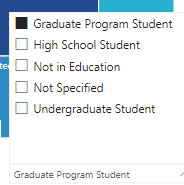 Graduate Program Student
High School Student
Not in Education
Not Specified
Undergraduate Student
Graduate Program Student